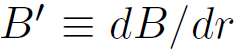 B′ ≡ dB/dr